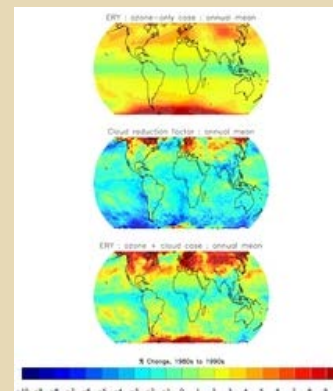 ERY : ozone-only case : annual mean
Cloud reduction factor : annual mean
ERY : ozone + cloud case : annual mean
% Change, 1980s to 1990s